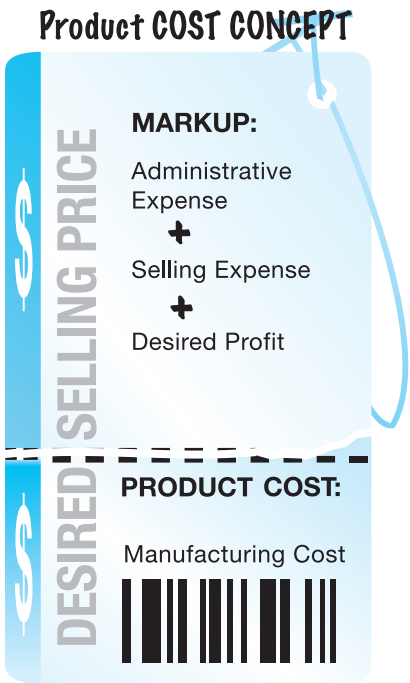 Product COST CONCEPT
$
DESIRED SELLING PRICE
MARKUP:
Administrative
Expense
+
Selling Expense
+
Desired Profit
$
PRODUCT COST:
Manufacturing Cost